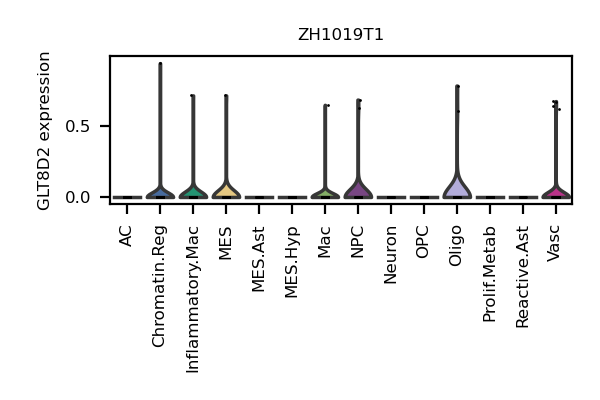 ZH1019T1
GLT8D2 expression
0.5
0.0
AC
Chromatin.Reg
Inflammatory.Mac
MES
MES.Ast
MES.Hyp
Mac
NPC
Neuron
OPC
Oligo
Prolif.Metab
Reactive.Ast
Vasc